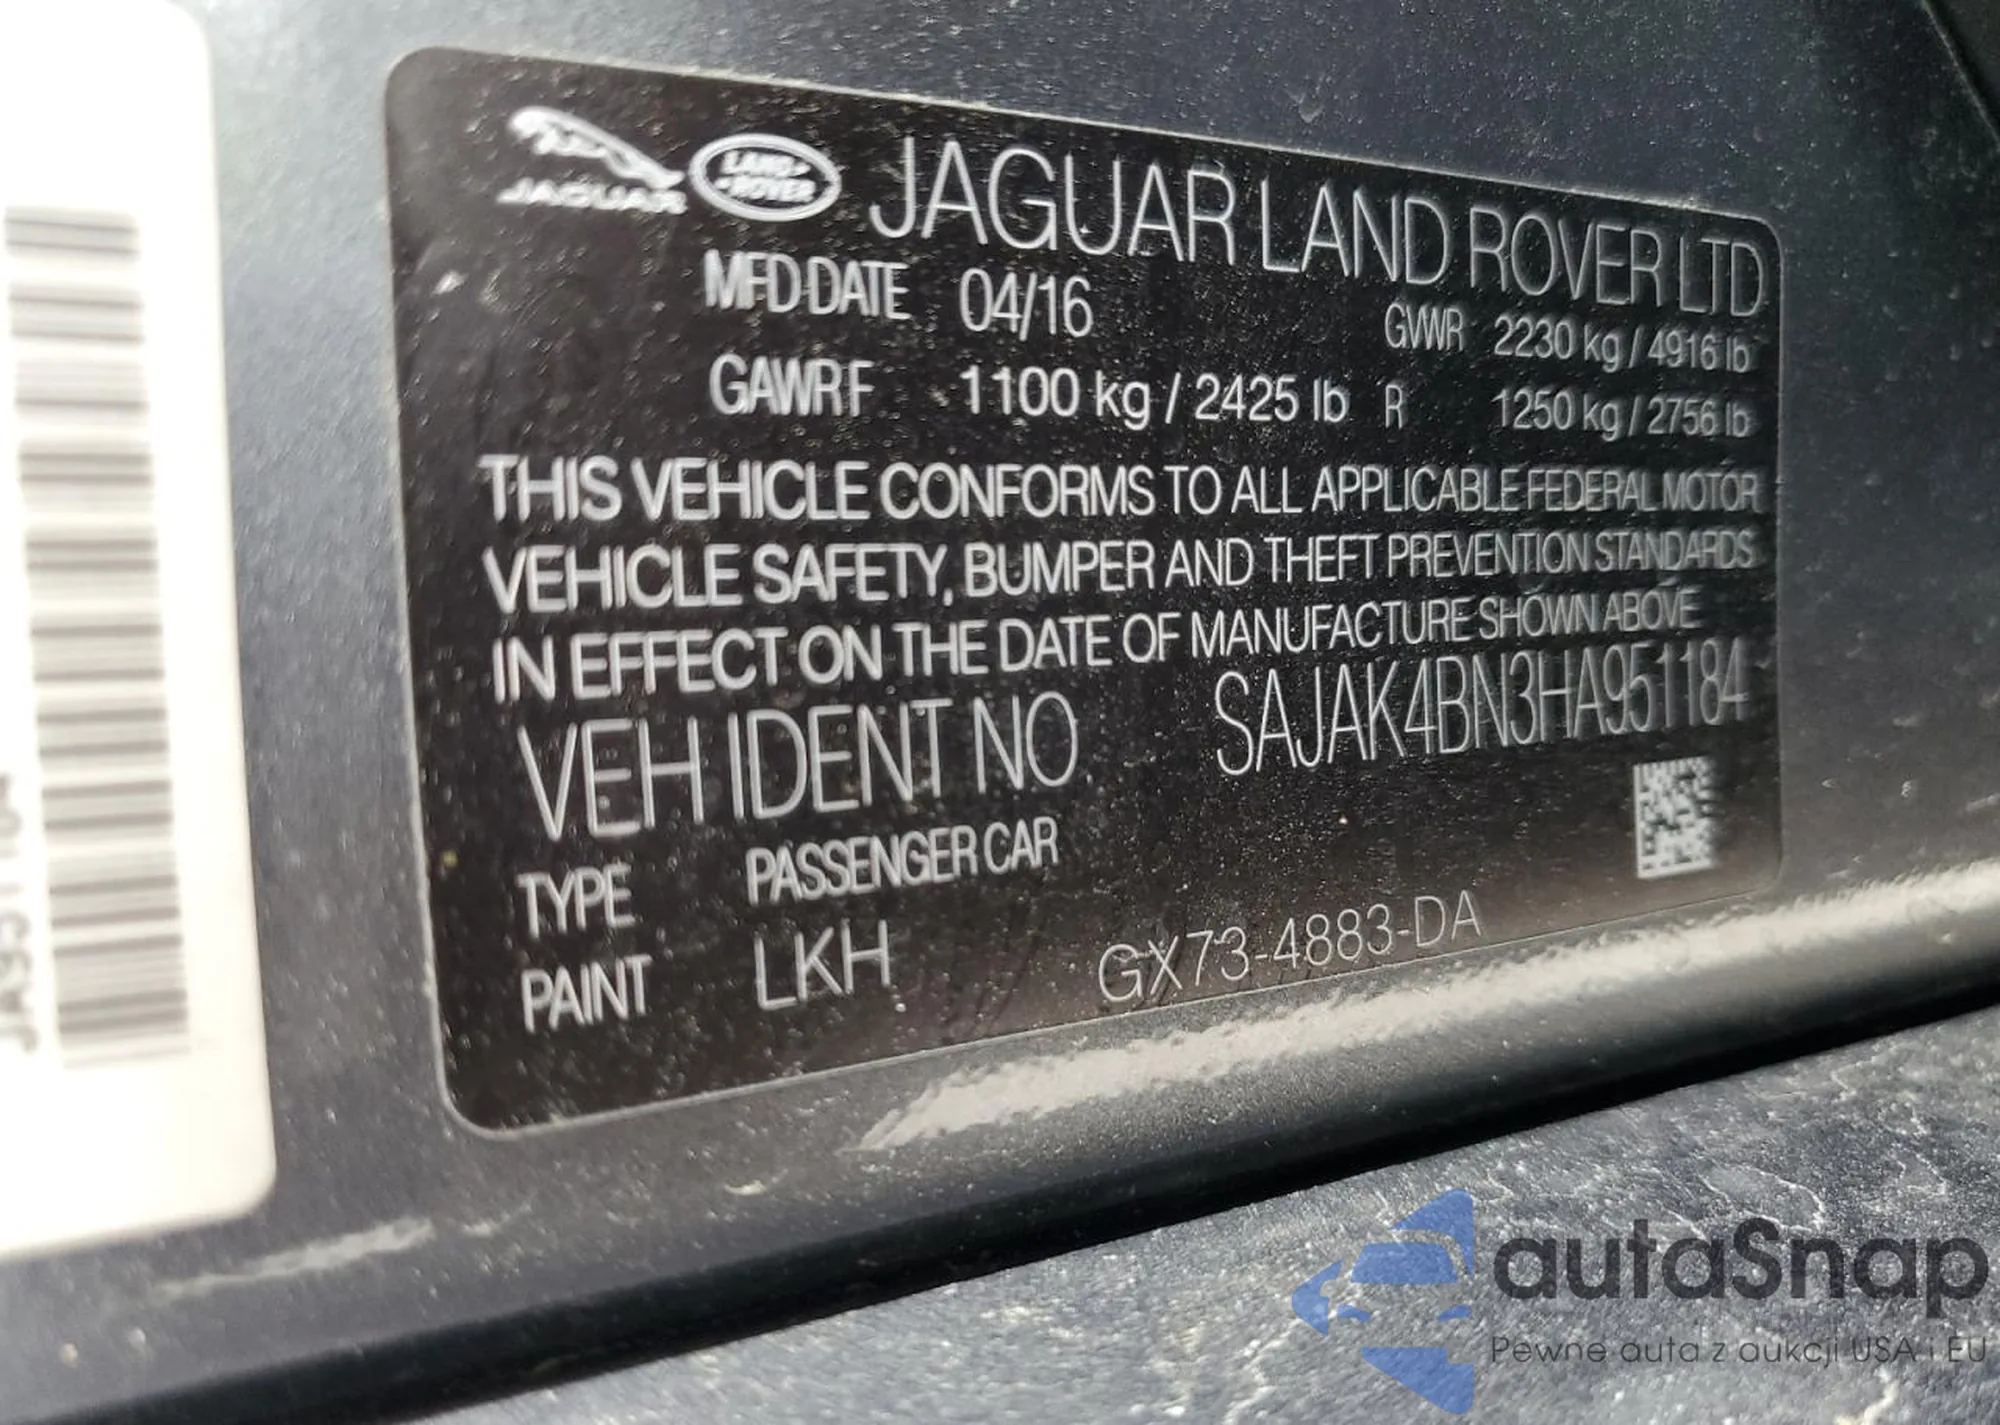 JAGUAR LAND ROVER JAGUAR LAND ROVER LTD
MFD DATE 04/16 GVWR 2230 kg / 4916 lb
GAWR F 1100 kg / 2425 lb R 1250 kg / 2756 lb
THIS VEHICLE CONFORMS TO ALL APPLICABLE FEDERAL MOTOR
VEHICLE SAFETY, BUMPER AND THEFT PREVENTION STANDARDS
IN EFFECT ON THE DATE OF MANUFACTURE SHOWN ABOVE
VEH IDENT NO SAJAK4BN3HA951184
TYPE PASSENGER CAR
PAINT LKH GX73-4883-DA
autaSnap
Pewne auta z aukcji USA i EU